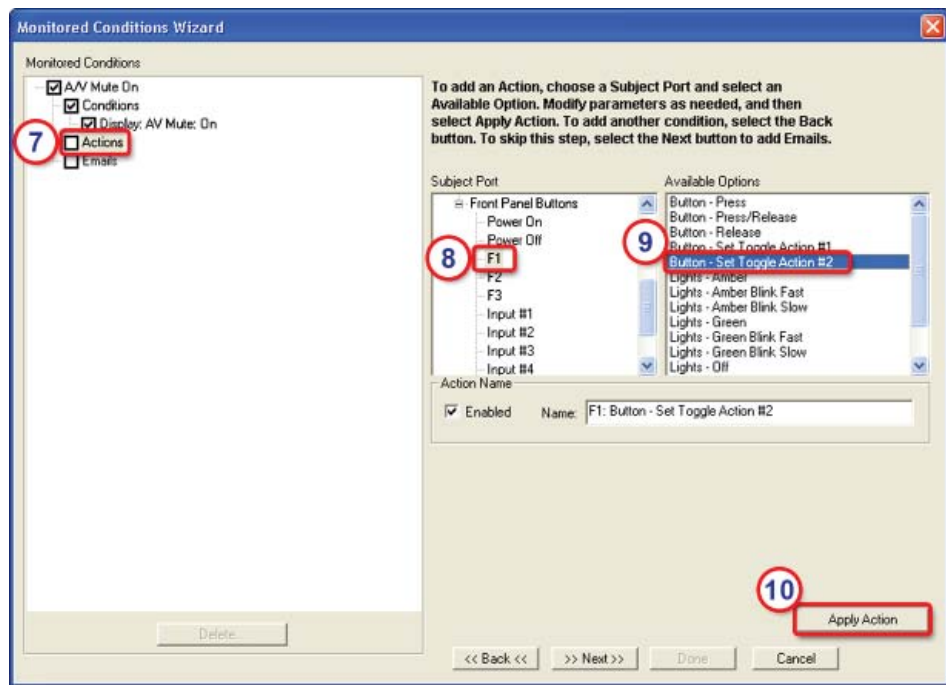 Monitored Conditions Wizard
Monitored Conditions
A/V Mute On
Conditions
Display: AV Mute: On
7
Actions
Emails
To add an Action, choose a Subject Port and select an
Available Option. Modify parameters as needed, and then
select Apply Action. To add another condition, select the Back
button. To skip this step, select the Next button to add Emails.
Subject Port
Front Panel Buttons
Power On
Power Off
8
F1
F2
F3
Input #1
Input #2
Input #3
Input #4
Available Options
Button - Press
Button - Press/Release
Button - Release
Button - Set Toggle Action #1
9
Button - Set Toggle Action #2
Lights - Amber
Lights - Amber Blink Fast
Lights - Amber Blink Slow
Lights - Green
Lights - Green Blink Fast
Lights - Green Blink Slow
Lights - Off
Action Name
Enabled
Name: F1: Button - Set Toggle Action #2
10
Apply Action
Delete...
<< Back <<
>> Next >>
Done
Cancel